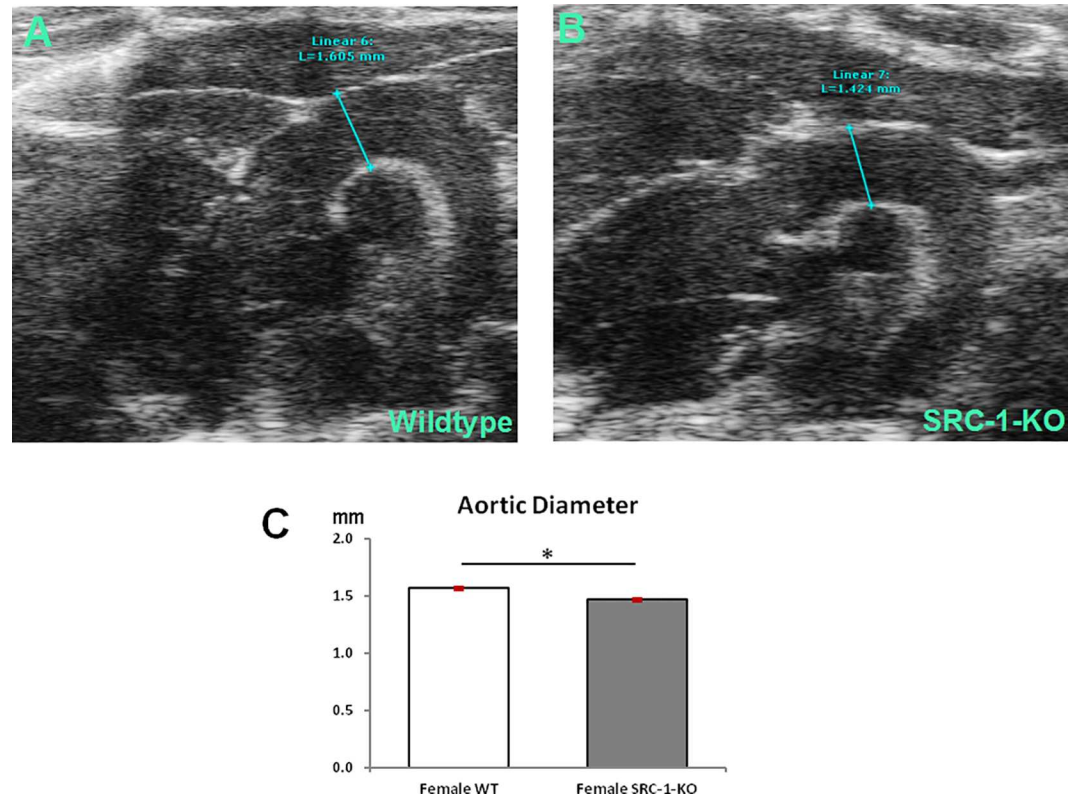 A
Linear 6:
L=1.605 mm
Wildtype
B
Linear 7:
L=1.424 mm
SRC-1-KO
C
mm
Aortic Diameter
2.0
*
1.5
1.0
0.5
0.0
Female WT
Female SRC-1-KO